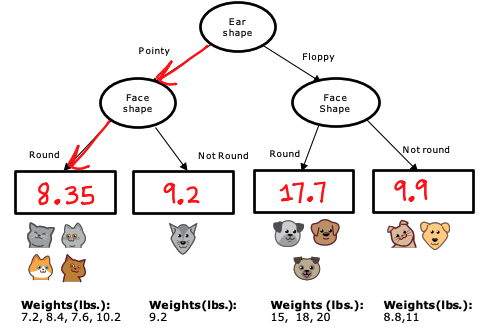 Ear
shape
Pointy
Floppy
Face
shape
Face
Shape
Round
Not Round
Round
Not round
8.35
9.2
17.7
9.9
Weights(lbs.):
7.2, 8.4, 7.6, 10.2
Weights(lbs.):
9.2
Weights (lbs.):
15, 18, 20
Weights(lbs.):
8.8,11